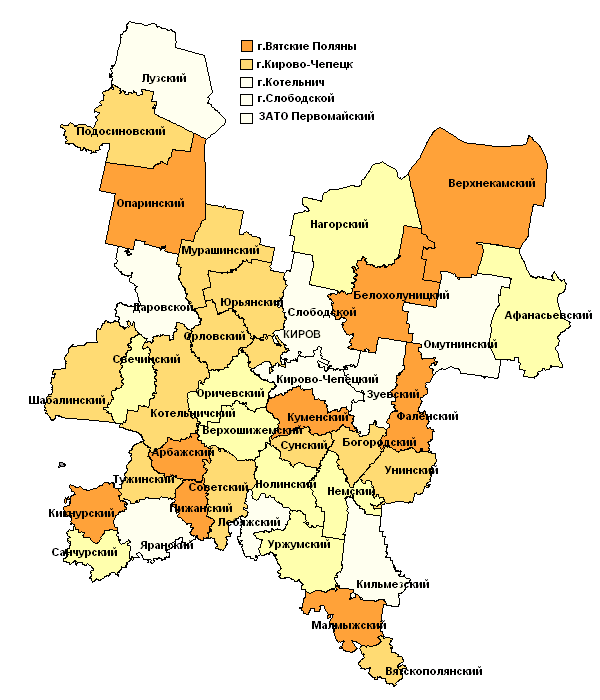 г.Вятские Поляны
г.Кирово-Чепецк
г.Котельнич
г.Слободской
ЗАТО Первомайский
Лузский
Подосиновский
Опаринский
Верхнекамский
Нагорский
Мурашинский
Белохолуницкий
Юрьянский
Даровской
Слободской
Афанасьевский
Орловский
КИРОВ
Омутнинский
Свечинский
Кирово-Чепецкий
Оричевский
Зуевский
Шабалинский
Котельничский
Куменский
Фаленский
Верхошижемский
Богородский
Сунский
Арбажский
Унинский
Тужинский
Советский
Нолинский
Немский
Кикнурский
Пижанский
Лебяжский
Яранский
Уржумский
Санчурский
Кильмезский
Малмыжский
Вятскополянский